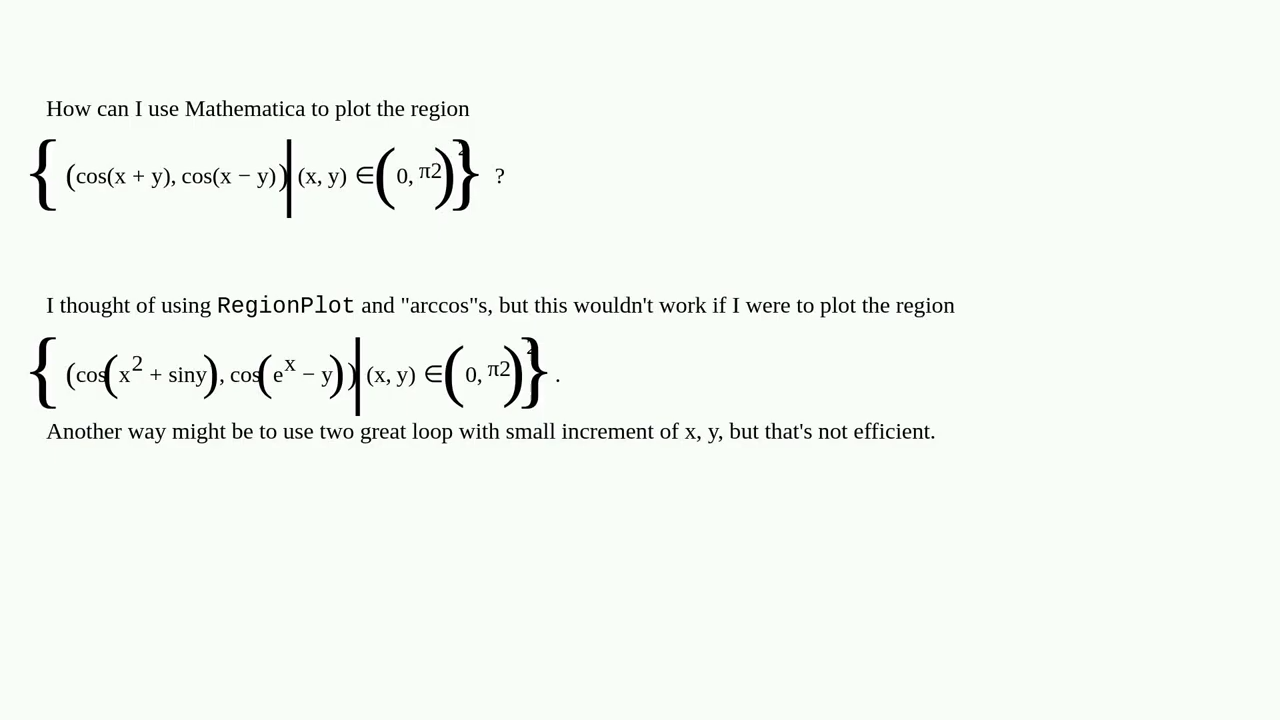 How can I use Mathematica to plot the region
{ (cos(x + y), cos(x − y)) | (x, y) ∈ (0, π2)² } ?
I thought of using RegionPlot and "arccos"s, but this wouldn't work if I were to plot the region
{ (cos(x² + siny), cos(eˣ − y)) | (x, y) ∈ (0, π2)² } .
Another way might be to use two great loop with small increment of x, y, but that's not efficient.